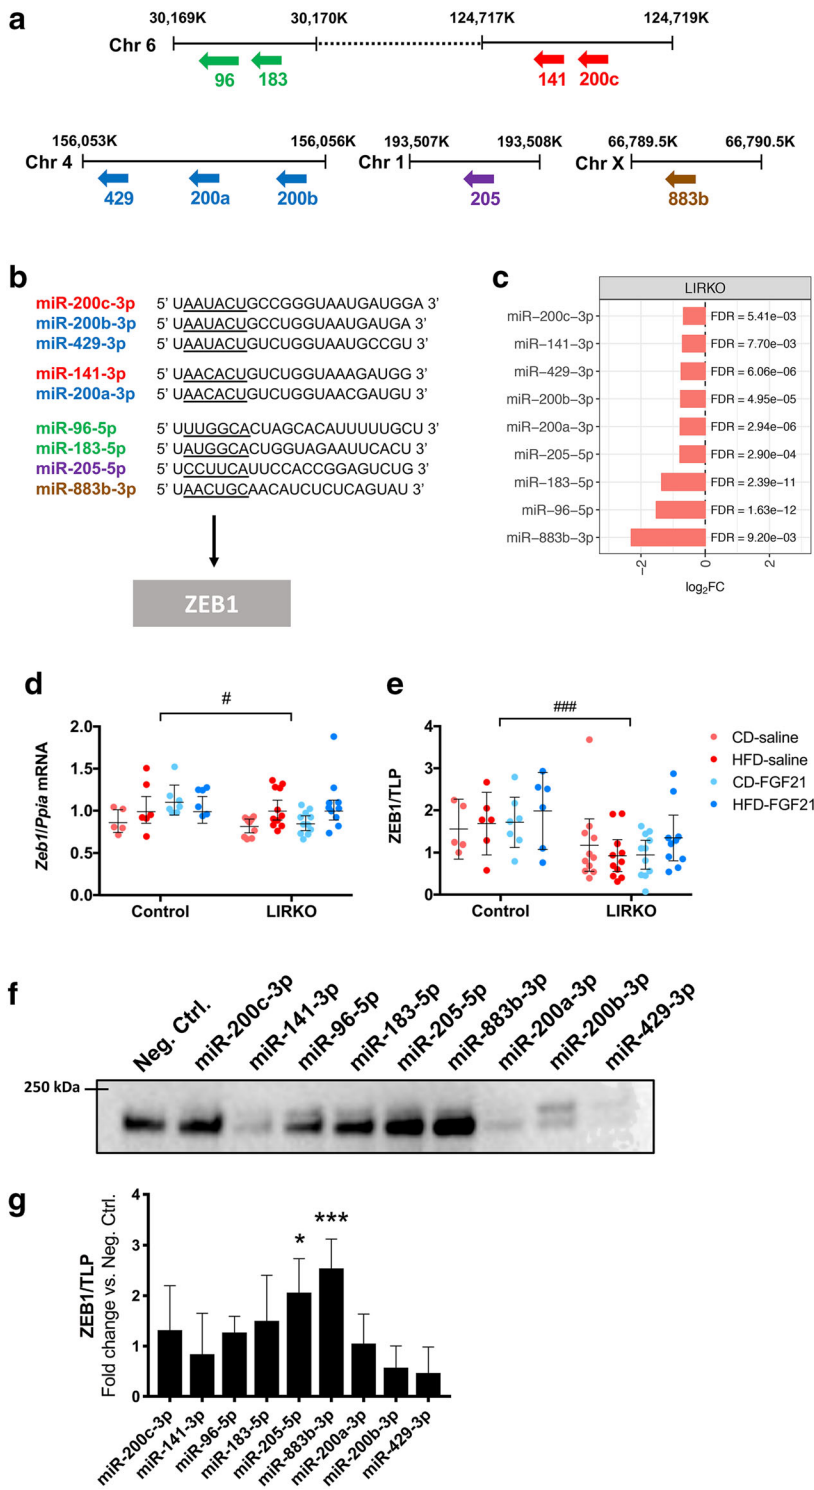 a
30,169K 30,170K 124,717K 124,719K
Chr 6
96 183 141 200c
156,053K 156,056K 193,507K 193,508K 66,789.5K 66,790.5K
Chr 4 Chr 1 Chr X
429 200a 200b 205 883b
b
miR-200c-3p 5’ UAAUACUGCCGGGUAAUGAUGGA 3’
miR-200b-3p 5’ UAAUACUGCCUGGUAAUGAUGA 3’
miR-429-3p 5’ UAAUACUGUCUGGUAAUGCCGU 3’
miR-141-3p 5’ UAACACUGUCUGGUAAAGAUGG 3’
miR-200a-3p 5’ UAACACUGUCUGGUAACGAUGU 3’
miR-96-5p 5’ UUUGGCACUAGCACAUUUUUGCU 3’
miR-183-5p 5’ UAUGGCACUGGUAGAAUUCACU 3’
miR-205-5p 5’ UCCUUCAUUCCACCGGAGUCUG 3’
miR-883b-3p 5’ UAACUGCAACAUCUCUCAGUAU 3’
ZEB1
c
LIRKO
miR−200c−3p FDR = 5.41e−03
miR−141−3p FDR = 7.70e−03
miR−429−3p FDR = 6.06e−06
miR−200b−3p FDR = 4.95e−05
miR−200a−3p FDR = 2.94e−06
miR−205−5p FDR = 2.90e−04
miR−183−5p FDR = 2.39e−11
miR−96−5p FDR = 1.63e−12
miR−883b−3p FDR = 9.20e−03
−2 0 2
log2FC
d
#
Zeb1/Ppia mRNA
2.0
1.5
1.0
0.5
0.0
Control LIRKO
e
###
ZEB1/TLP
4
3
2
1
0
Control LIRKO
CD-saline
HFD-saline
CD-FGF21
HFD-FGF21
f
Neg. Ctrl. miR-200c-3p miR-141-3p miR-96-5p miR-183-5p miR-205-5p miR-883b-3p miR-200a-3p miR-200b-3p miR-429-3p
250 kDa
g
ZEB1/TLP
Fold change vs. Neg. Ctrl.
4
3
2
1
0
* ***
miR-200c-3p miR-141-3p miR-96-5p miR-183-5p miR-205-5p miR-883b-3p miR-200a-3p miR-200b-3p miR-429-3p